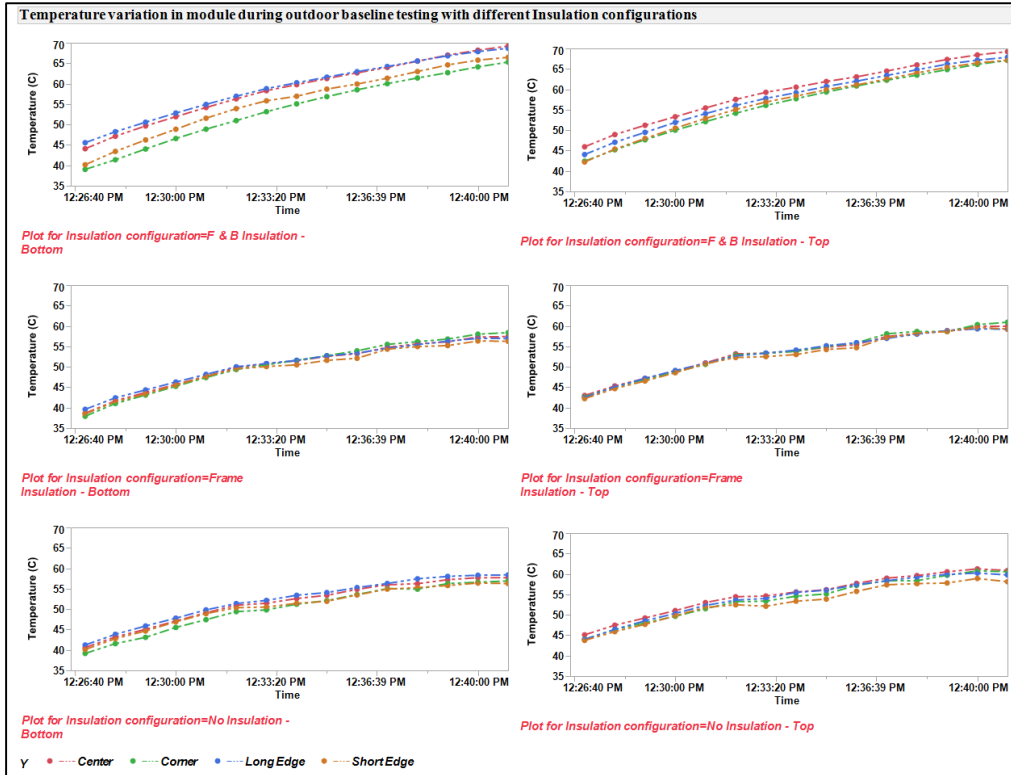 Temperature variation in module during outdoor baseline testing with different Insulation configurations
Temperature (C)
70
65
60
55
50
45
40
35
12:26:40 PM 12:30:00 PM 12:33:20 PM 12:36:39 PM 12:40:00 PM
Time
Plot for Insulation configuration=F & B Insulation -
Bottom
Temperature (C)
70
65
60
55
50
45
40
35
12:26:40 PM 12:30:00 PM 12:33:20 PM 12:36:39 PM 12:40:00 PM
Time
Plot for Insulation configuration=F & B Insulation - Top
Temperature (C)
70
65
60
55
50
45
40
35
12:26:40 PM 12:30:00 PM 12:33:20 PM 12:36:39 PM 12:40:00 PM
Time
Plot for Insulation configuration=Frame
Insulation - Bottom
Temperature (C)
70
65
60
55
50
45
40
35
12:26:40 PM 12:30:00 PM 12:33:20 PM 12:36:39 PM 12:40:00 PM
Time
Plot for Insulation configuration=Frame
Insulation - Top
Temperature (C)
70
65
60
55
50
45
40
35
12:26:40 PM 12:30:00 PM 12:33:20 PM 12:36:39 PM 12:40:00 PM
Time
Plot for Insulation configuration=No Insulation -
Bottom
Temperature (C)
70
65
60
55
50
45
40
35
12:26:40 PM 12:30:00 PM 12:33:20 PM 12:36:39 PM 12:40:00 PM
Time
Plot for Insulation configuration=No Insulation - Top
Y Center Corner Long Edge Short Edge